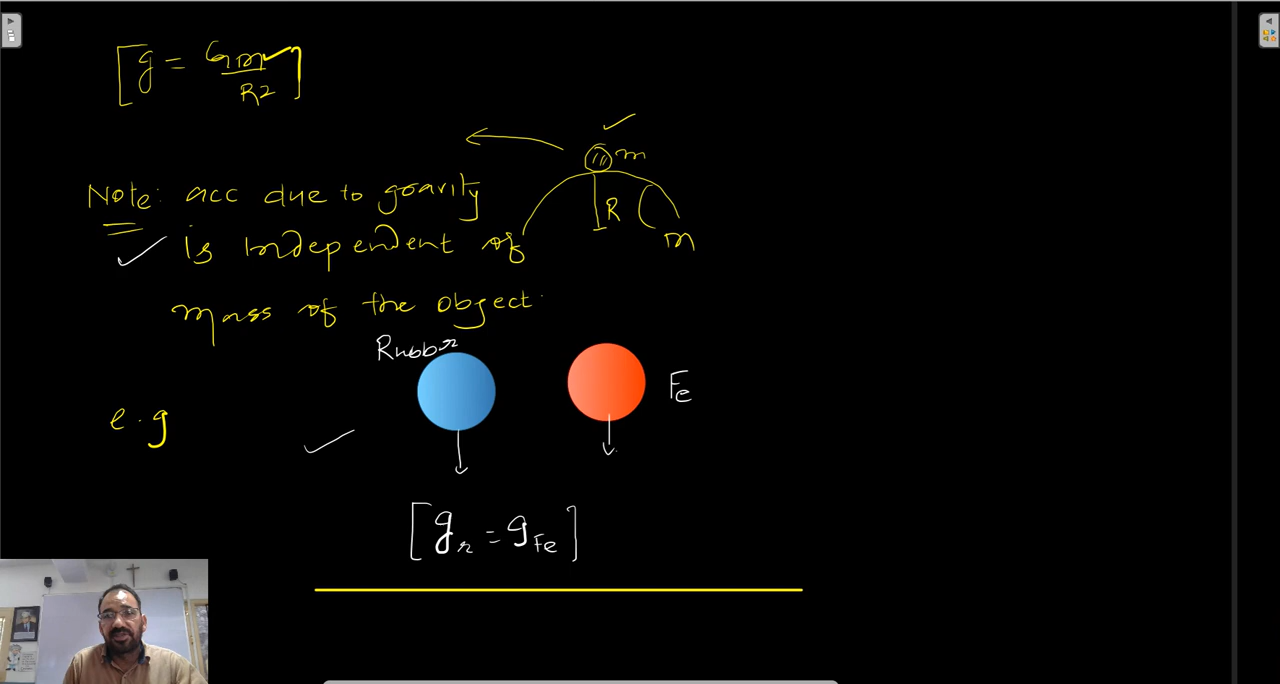 [g = Gm/R2]
m
Note: acc due to gravity
R
m
is independent of
mass of the object.
Rubber
Fe
e.g
[gr = gFe]